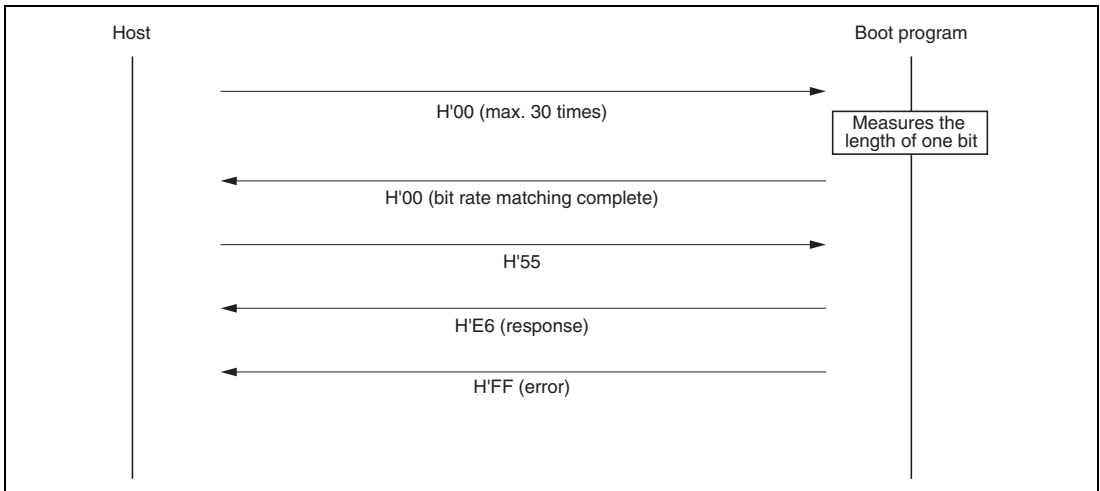 Host
Boot program
H'00 (max. 30 times)
Measures the
length of one bit
H'00 (bit rate matching complete)
H'55
H'E6 (response)
H'FF (error)